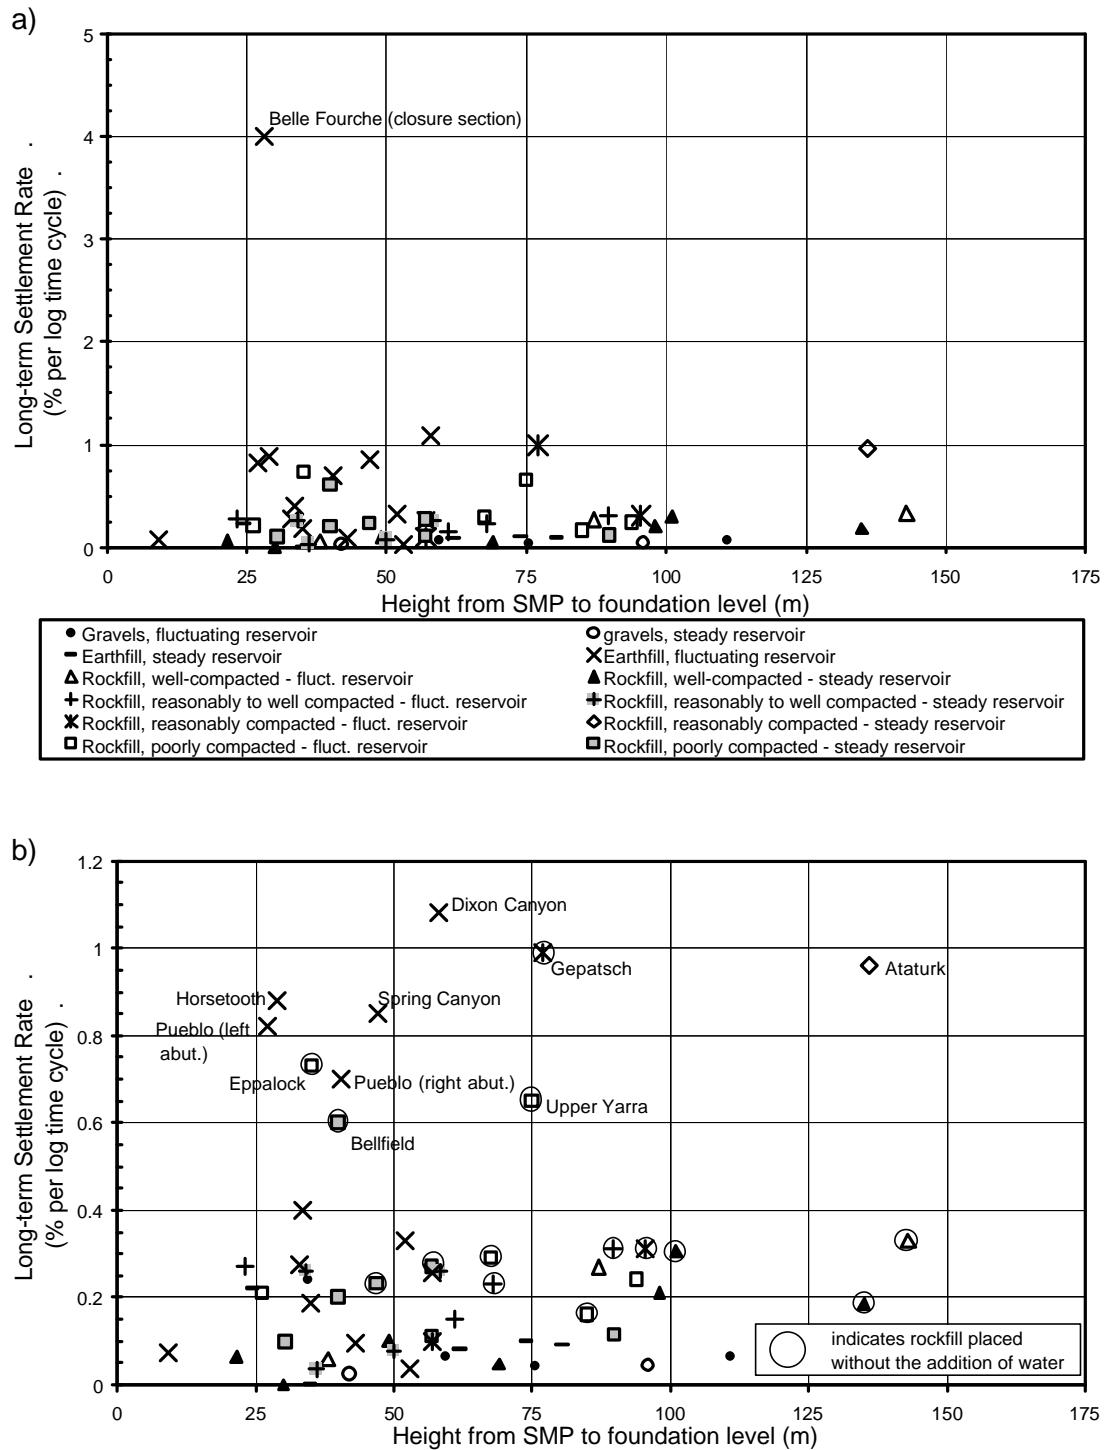 a)
5
4
3
2
1
0
Long-term Settlement Rate .
(% per log time cycle) .
Belle Fourche (closure section)
0 25 50 75 100 125 150 175
Height from SMP to foundation level (m)
Gravels, fluctuating reservoir
gravels, steady reservoir
Earthfill, steady reservoir
Earthfill, fluctuating reservoir
Rockfill, well-compacted - fluct. reservoir
Rockfill, well-compacted - steady reservoir
Rockfill, reasonably to well compacted - fluct. reservoir
Rockfill, reasonably to well compacted - steady reservoir
Rockfill, reasonably compacted - fluct. reservoir
Rockfill, reasonably compacted - steady reservoir
Rockfill, poorly compacted - fluct. reservoir
Rockfill, poorly compacted - steady reservoir
b)
1.2
1
0.8
0.6
0.4
0.2
0
Long-term Settlement Rate .
(% per log time cycle) .
Dixon Canyon
Gepatsch
Ataturk
Horsetooth
Spring Canyon
Pueblo (left
abut.)
Eppalock
Pueblo (right abut.)
Upper Yarra
Bellfield
indicates rockfill placed
without the addition of water
0 25 50 75 100 125 150 175
Height from SMP to foundation level (m)